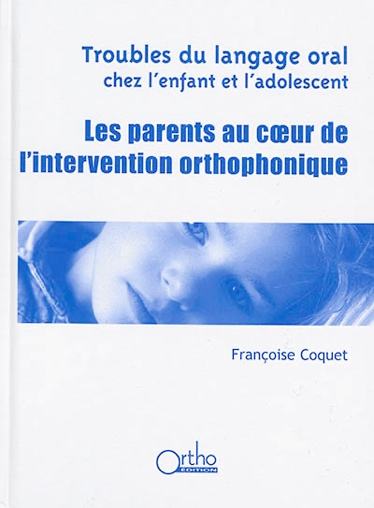 Troubles du langage oral
chez l'enfant et l'adolescent
Les parents au cœur de
l'intervention orthophonique
Françoise Coquet
Ortho
EDITION